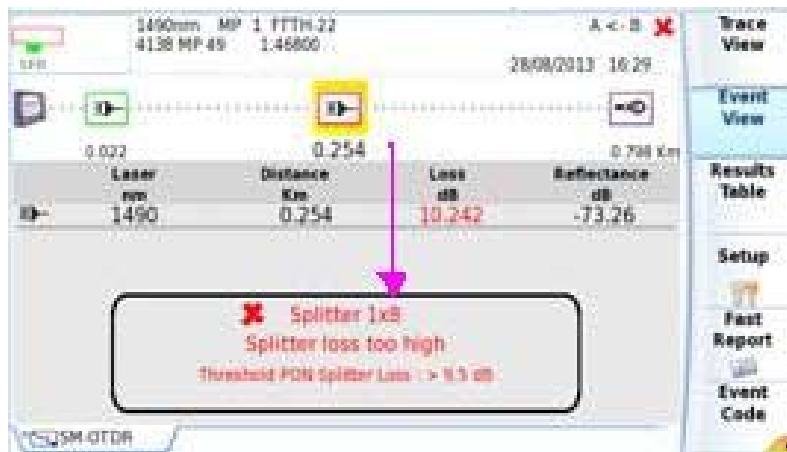 1490nm MP 1 FTTH-22
A <- B
4138 MP 49 1.46800
28/08/2013 16:29
0.022
0.254
0.798 Km
Laser Distance Loss Reflectance
nm Km dB dB
1490 0.254 10.242 -73.26
Splitter 1x8
Splitter loss too high
Threshold PON Splitter Loss > 9.5 dB
SM-OTDR
Trace
View
Event
View
Results
Table
Setup
Fast
Report
Event
Code